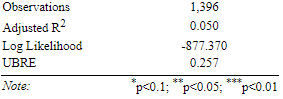 Observations 1,396
Adjusted R2 0.050
Log Likelihood -877.370
UBRE 0.257
Note: *p<0.1; **p<0.05; ***p<0.01